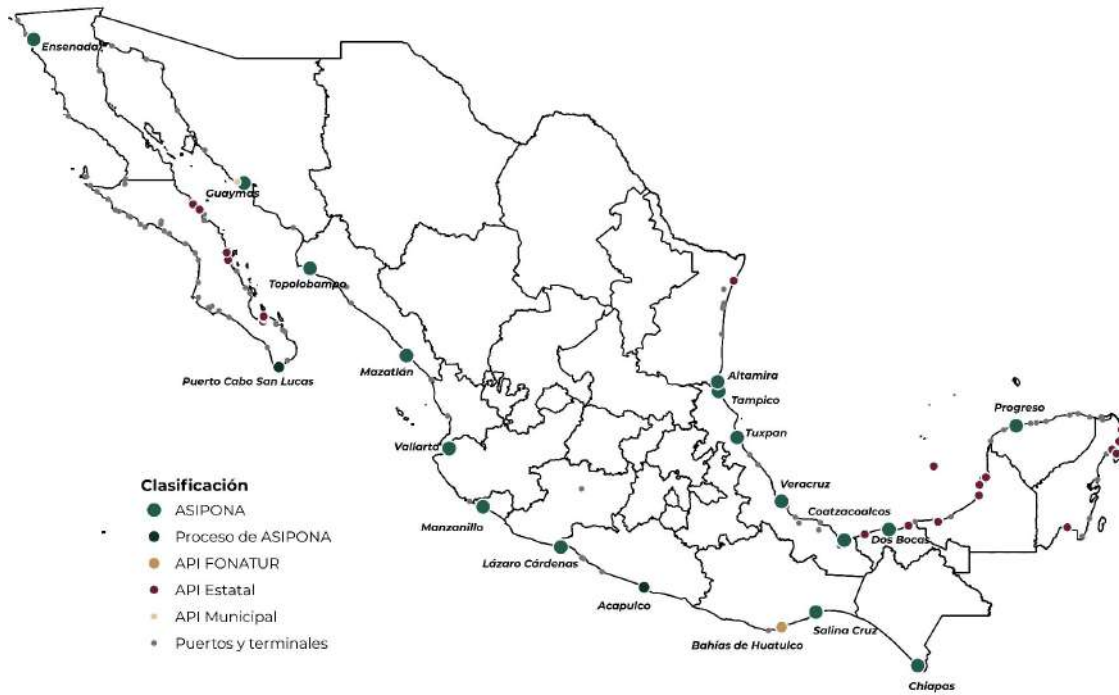 Ensenada
Guaymas
Topolobampo
Puerto Cabo San Lucas
Mazatlán
Altamira
Tampico
Progreso
Tuxpan
Vallarta
Veracruz
Coatzacoalcos
Dos Bocas
Manzanillo
Lázaro Cárdenas
Acapulco
Bahías de Huatulco
Salina Cruz
Chiapas
Clasificación
ASIPONA
Proceso de ASIPONA
API FONATUR
API Estatal
API Municipal
Puertos y terminales